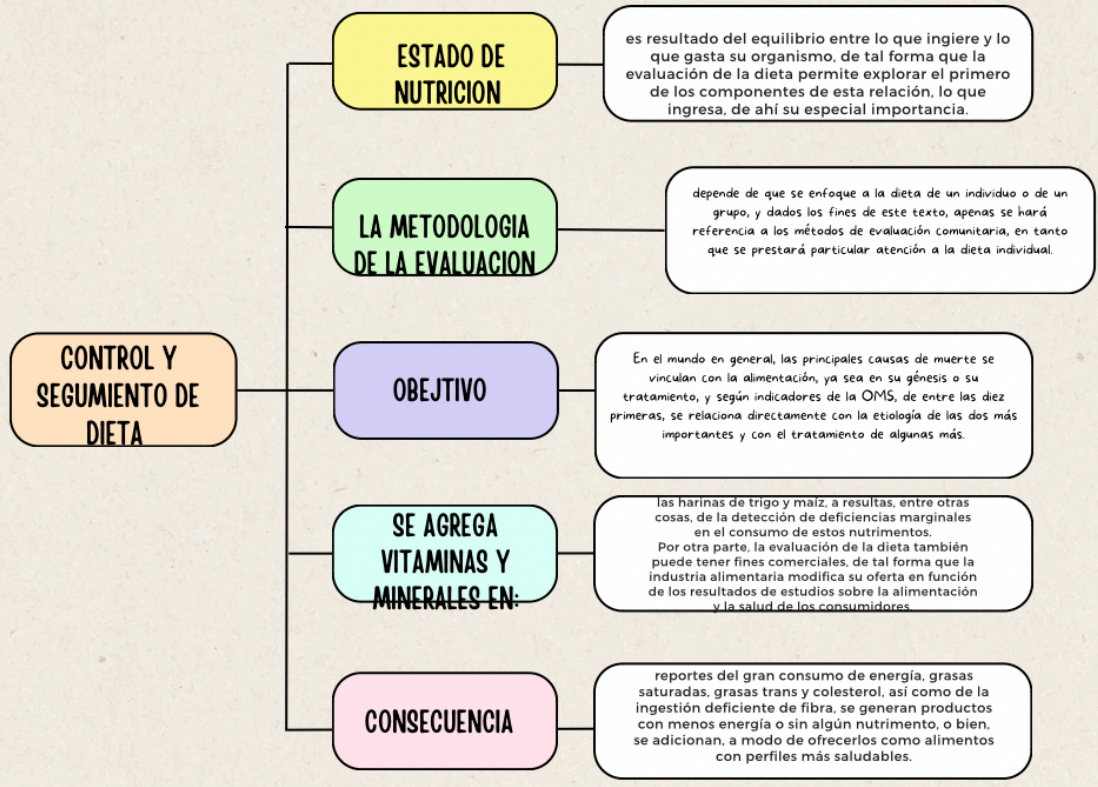 CONTROL Y
SEGUMIENTO DE
DIETA
ESTADO DE
NUTRICION
es resultado del equilibrio entre lo que ingiere y lo
que gasta su organismo, de tal forma que la
evaluación de la dieta permite explorar el primero
de los componentes de esta relación, lo que
ingresa, de ahí su especial importancia.
LA METODOLOGIA
DE LA EVALUACION
depende de que se enfoque a la dieta de un individuo o de un
grupo, y dados los fines de este texto, apenas se hará
referencia a los métodos de evaluación comunitaria, en tanto
que se prestará particular atención a la dieta individual.
OBEJTIVO
En el mundo en general, las principales causas de muerte se
vinculan con la alimentación, ya sea en su génesis o su
tratamiento, y según indicadores de la OMS, de entre las diez
primeras, se relaciona directamente con la etiología de las dos más
importantes y con el tratamiento de algunas más.
SE AGREGA
VITAMINAS Y
MINERALES EN:
las harinas de trigo y maíz, a resultas, entre otras
cosas, de la detección de deficiencias marginales
en el consumo de estos nutrimentos.
Por otra parte, la evaluación de la dieta también
puede tener fines comerciales, de tal forma que la
industria alimentaria modifica su oferta en función
de los resultados de estudios sobre la alimentación
y la salud de los consumidores.
CONSECUENCIA
reportes del gran consumo de energía, grasas
saturadas, grasas trans y colesterol, así como de la
ingestión deficiente de fibra, se generan productos
con menos energía o sin algún nutrimento, o bien,
se adicionan, a modo de ofrecerlos como alimentos
con perfiles más saludables.